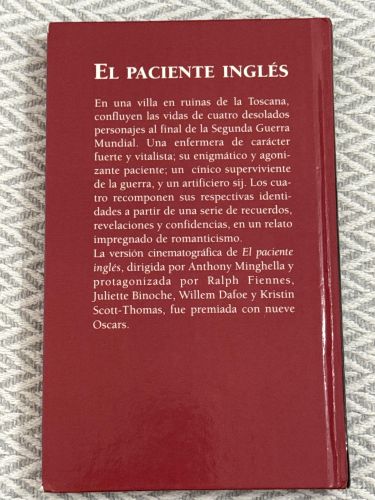 EL PACIENTE INGLÉS
En una villa en ruinas de la Toscana,
confluyen las vidas de cuatro desolados
personajes al final de la Segunda Guerra
Mundial. Una enfermera de carácter
fuerte y vitalista; su enigmático y agoni-
zante paciente; un cínico superviviente
de la guerra, y un artificiero sij. Los cua-
tro recomponen sus respectivas identi-
dades a partir de una serie de recuerdos,
revelaciones y confidencias, en un relato
impregnado de romanticismo.
La versión cinematográfica de El paciente
inglés, dirigida por Anthony Minghella y
protagonizada por Ralph Fiennes,
Juliette Binoche, Willem Dafoe y Kristin
Scott-Thomas, fue premiada con nueve
Oscars.